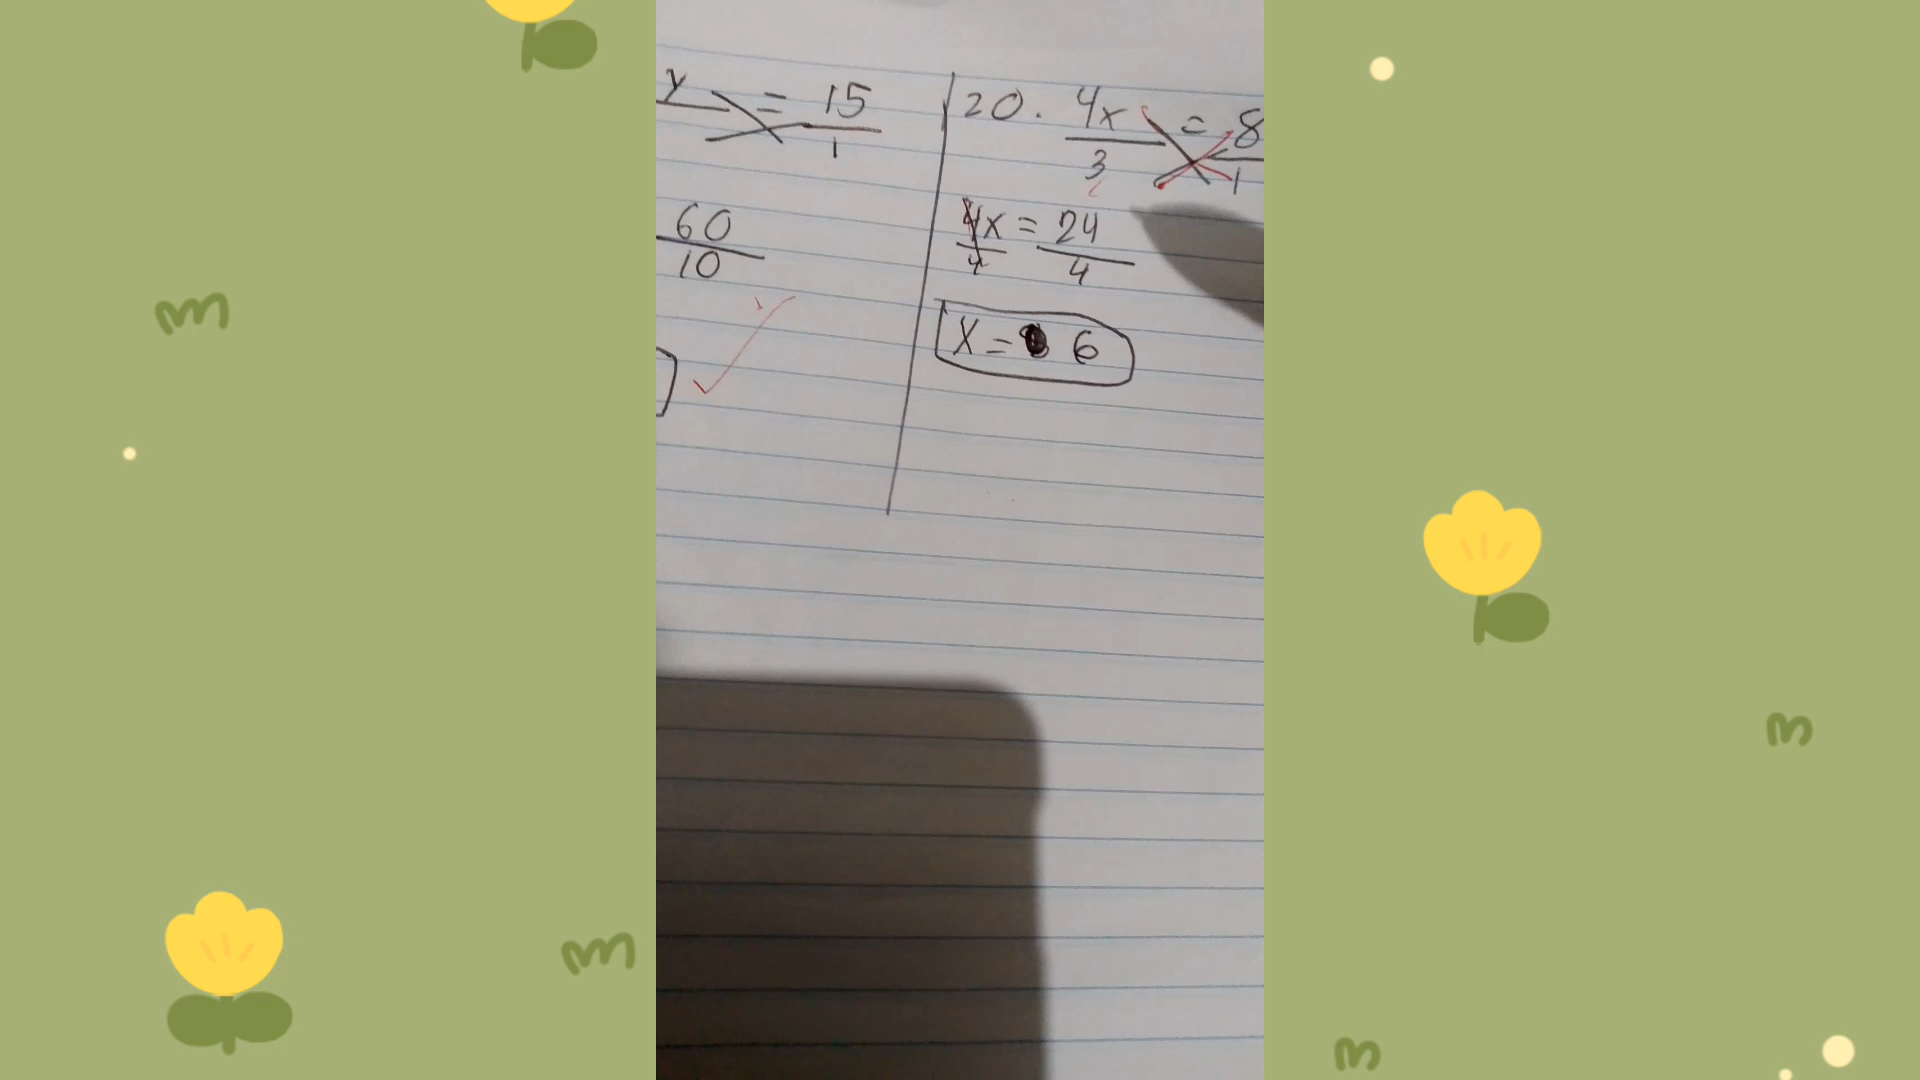 y = 15
1
60
10
20. 4x = 8
3 1
4x = 24
4 4
X = 6